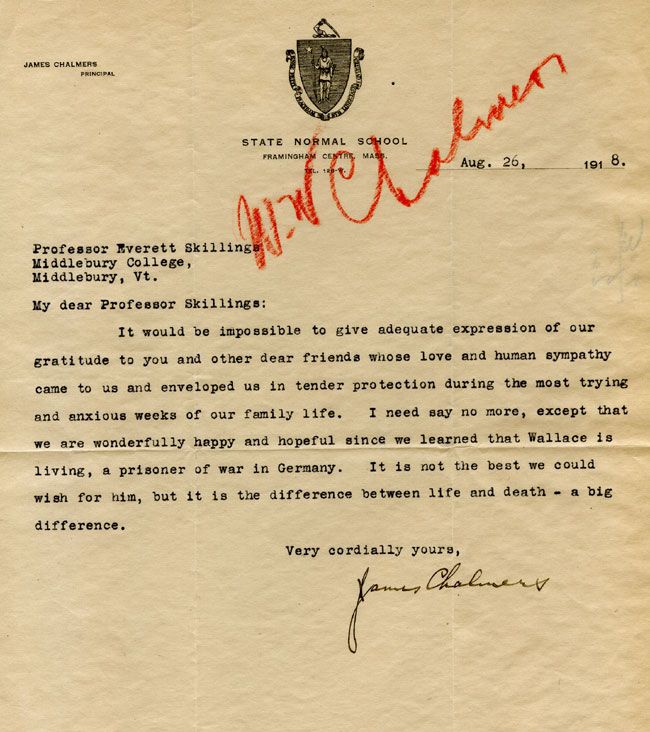 JAMES CHALMERS
PRINCIPAL
STATE NORMAL SCHOOL
FRAMINGHAM CENTRE, MASS.
W.W Chalmers
Aug. 26, 1918.
Professor Everett Skillings
Middlebury College,
Middlebury, Vt.
My dear Professor Skillings:
It would be impossible to give adequate expression of our
gratitude to you and other dear friends whose love and human sympathy
came to us and enveloped us in tender protection during the most trying
and anxious weeks of our family life. I need say no more, except that
we are wonderfully happy and hopeful since we learned that Wallace is
living, a prisoner of war in Germany. It is not the best we could
wish for him, but it is the difference between life and death - a big
difference.
Very cordially yours,
James Chalmers